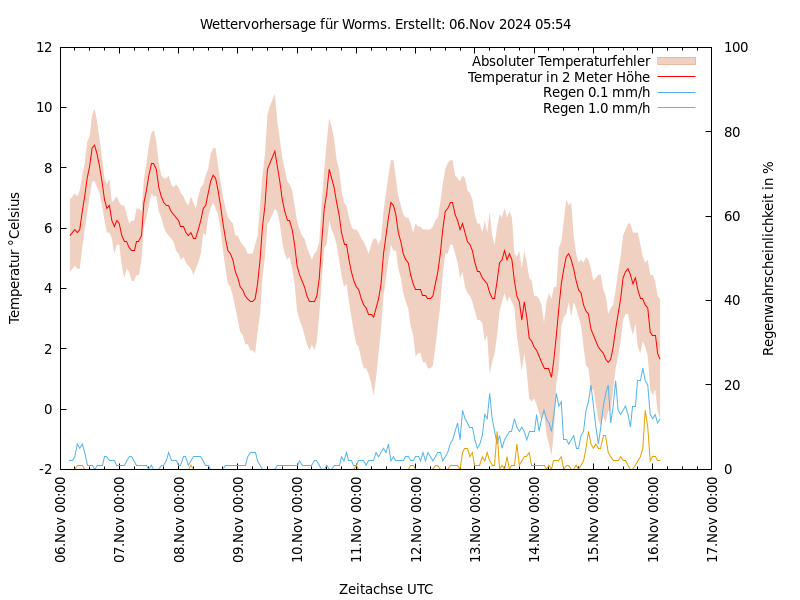 Wettervorhersage für Worms. Erstellt: 06.Nov 2024 05:54
Absoluter Temperaturfehler
Temperatur in 2 Meter Höhe
Regen 0.1 mm/h
Regen 1.0 mm/h
Temperatur °Celsius
12
10
8
6
4
2
0
-2
100
80
60
40
20
0
Regenwahrscheinlichkeit in %
06.Nov 00:00
07.Nov 00:00
08.Nov 00:00
09.Nov 00:00
10.Nov 00:00
11.Nov 00:00
12.Nov 00:00
13.Nov 00:00
14.Nov 00:00
15.Nov 00:00
16.Nov 00:00
17.Nov 00:00
Zeitachse UTC